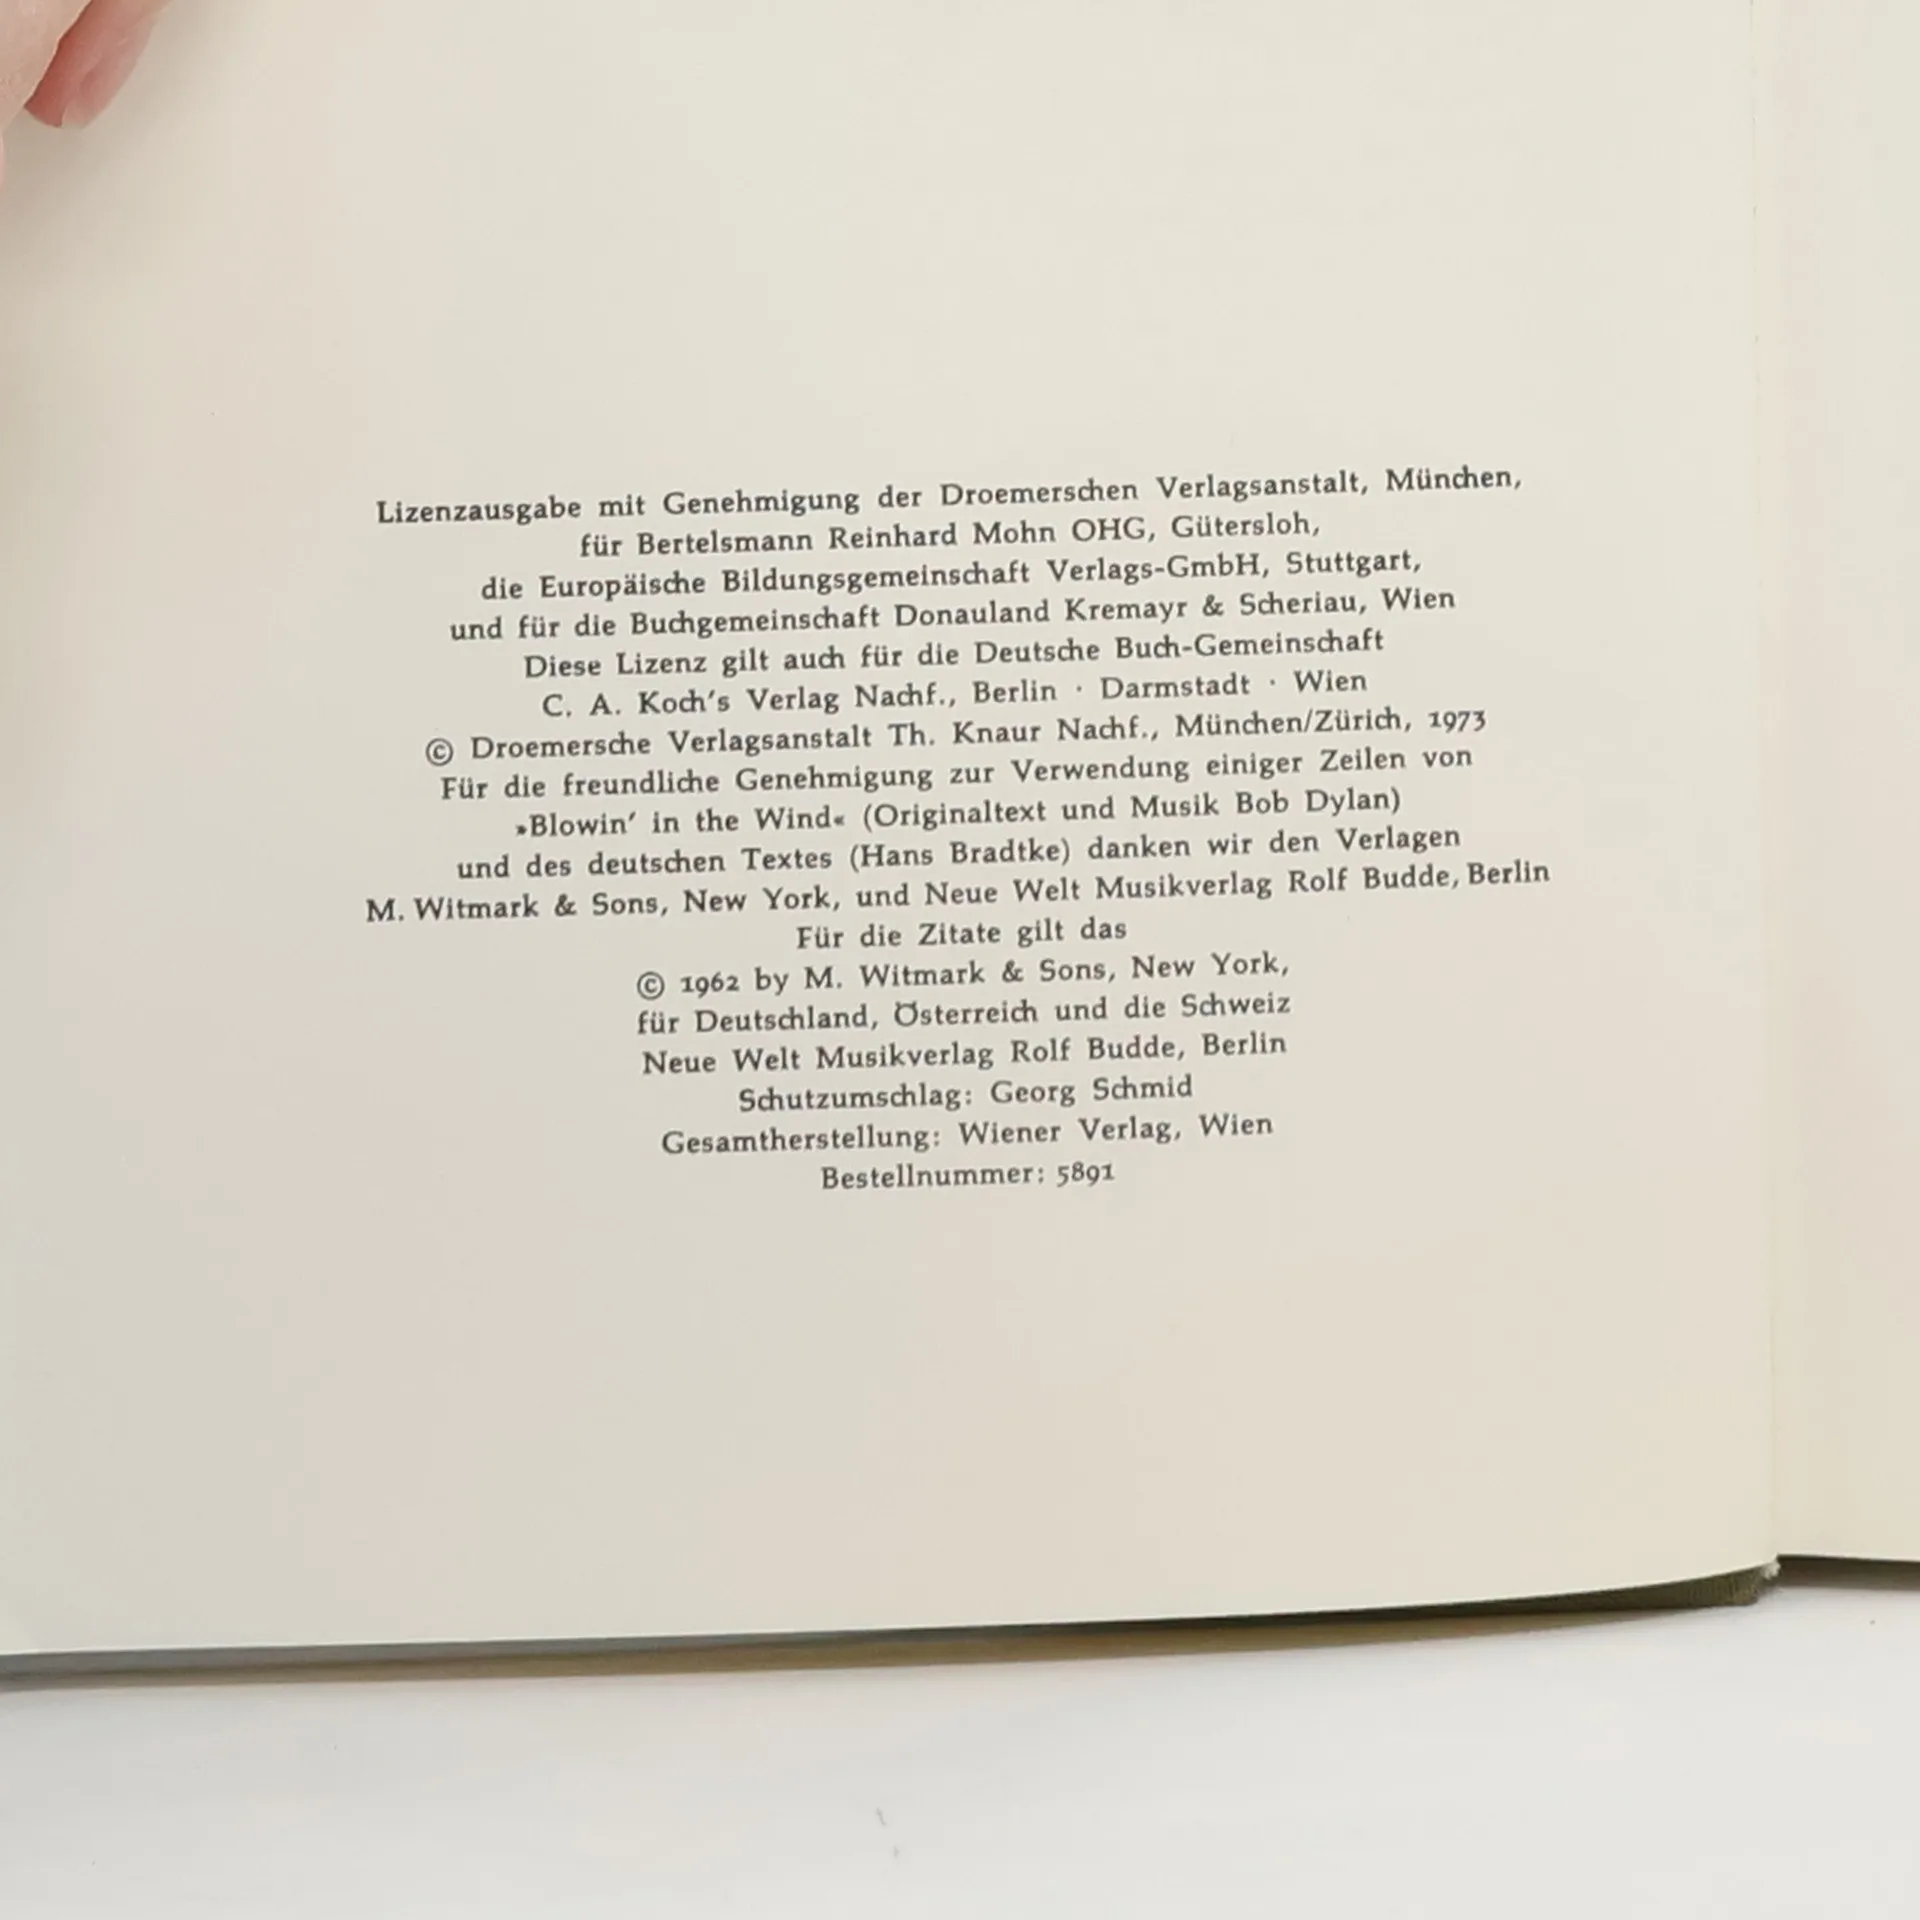 Lizenzausgabe mit Genehmigung der Droemerschen Verlagsanstalt, München,
für Bertelsmann Reinhard Mohn OHG, Gütersloh,
die Europäische Bildungsgemeinschaft Verlags-GmbH, Stuttgart,
und für die Buchgemeinschaft Donauland Kremayr & Scheriau, Wien
Diese Lizenz gilt auch für die Deutsche Buch-Gemeinschaft
C. A. Koch's Verlag Nachf., Berlin · Darmstadt · Wien
© Droemersche Verlagsanstalt Th. Knaur Nachf., München/Zürich, 1973
Für die freundliche Genehmigung zur Verwendung einiger Zeilen von
»Blowin' in the Wind« (Originaltext und Musik Bob Dylan)
und des deutschen Textes (Hans Bradtke) danken wir den Verlagen
M. Witmark & Sons, New York, und Neue Welt Musikverlag Rolf Budde, Berlin
Für die Zitate gilt das
© 1962 by M. Witmark & Sons, New York,
für Deutschland, Österreich und die Schweiz
Neue Welt Musikverlag Rolf Budde, Berlin
Schutzumschlag: Georg Schmid
Gesamtherstellung: Wiener Verlag, Wien
Bestellnummer: 5891